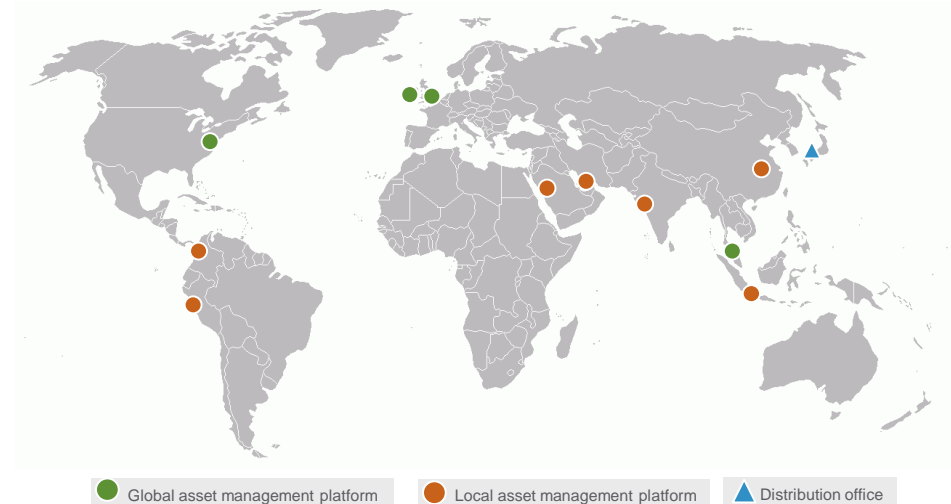 Global asset management platform
Local asset management platform
Distribution office